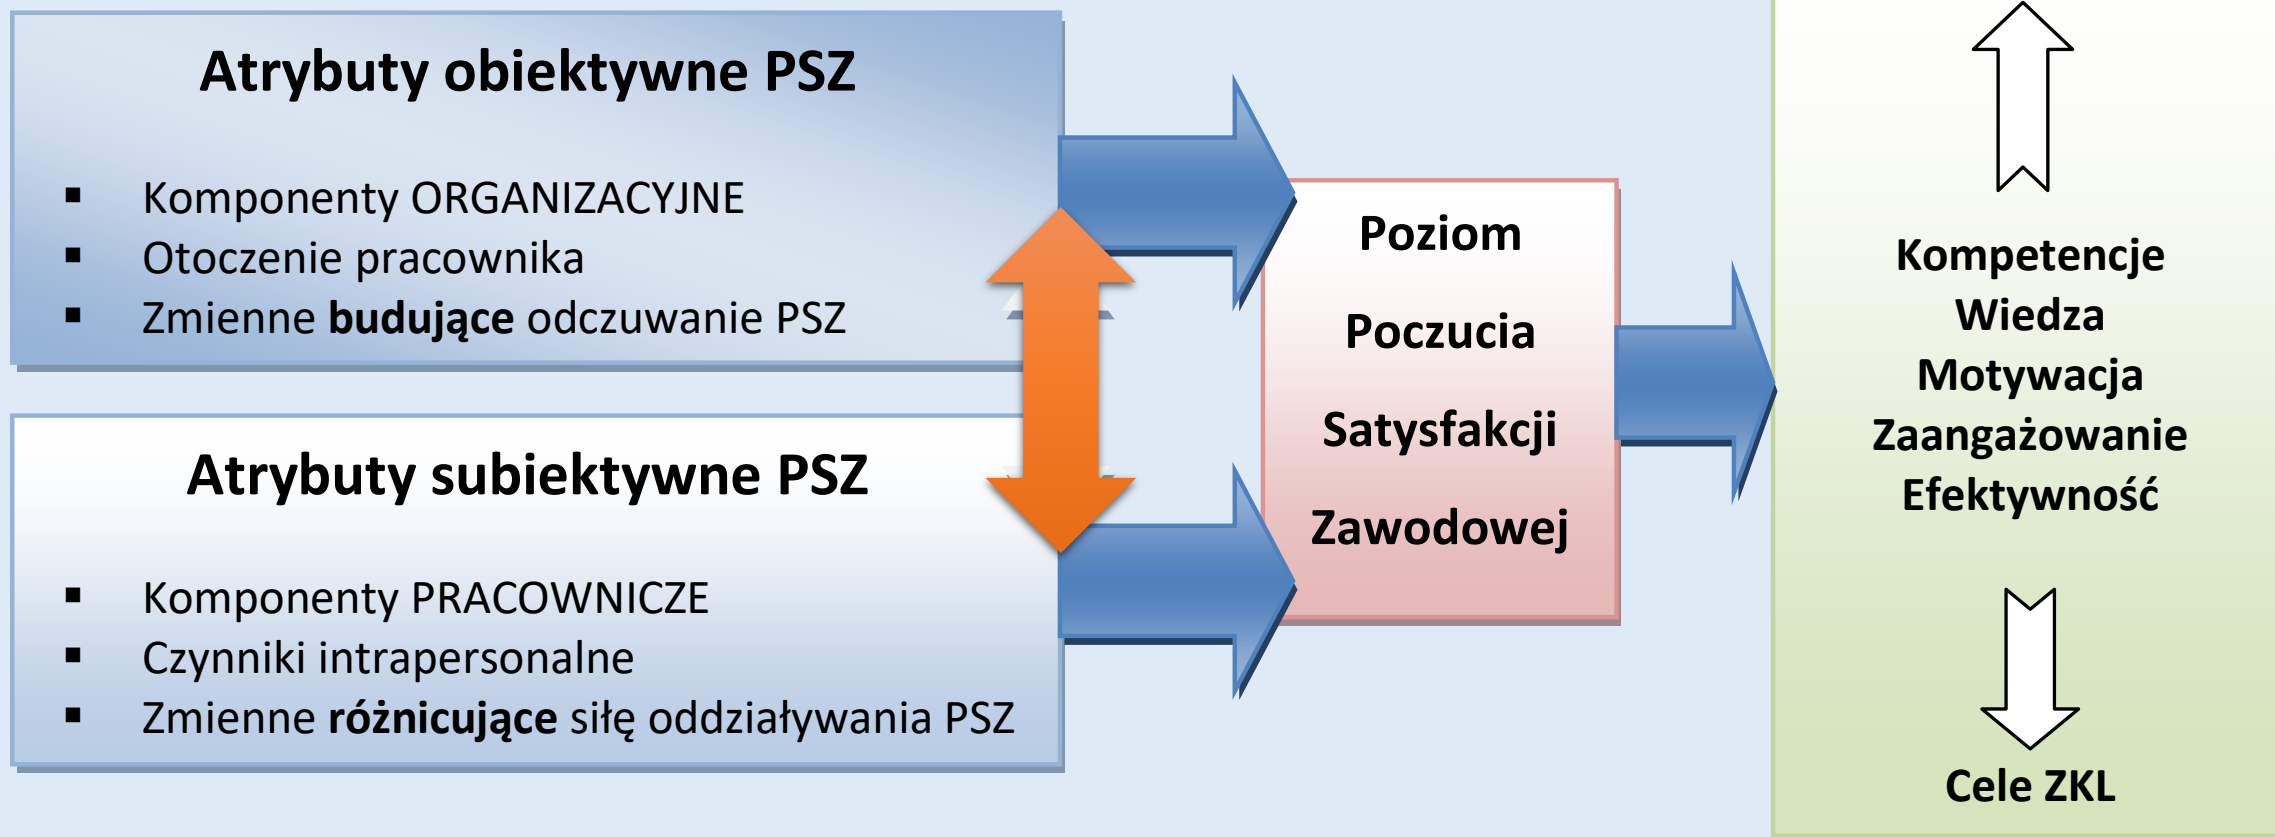 Atrybuty obiektywne PSZ
▪ Komponenty ORGANIZACYJNE
▪ Otoczenie pracownika
▪ Zmienne budujące odczuwanie PSZ
Atrybuty subiektywne PSZ
▪ Komponenty PRACOWNICZE
▪ Czynniki intrapersonalne
▪ Zmienne różnicujące siłę oddziaływania PSZ
Poziom
Poczucia
Satysfakcji
Zawodowej
Kompetencje
Wiedza
Motywacja
Zaangażowanie
Efektywność
Cele ZKL